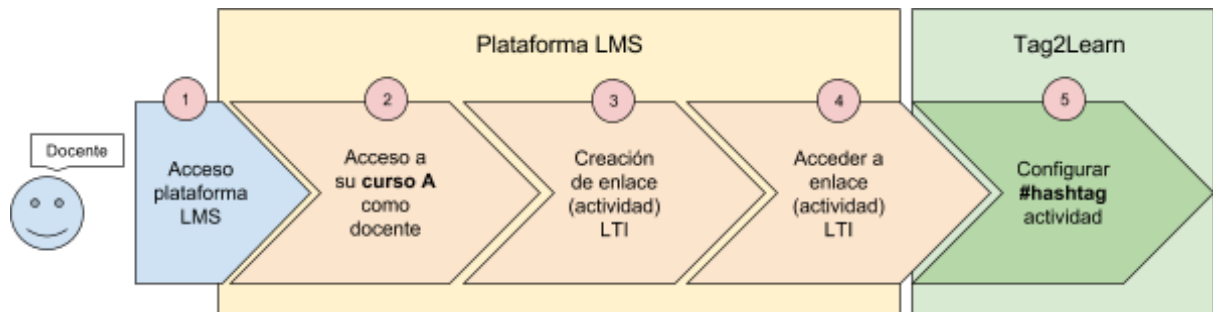 Plataforma LMS
Tag2Learn
Docente
1
Acceso
plataforma
LMS
2
Acceso a
su curso A
como
docente
3
Creación
de enlace
(actividad)
LTI
4
Acceder a
enlace
(actividad)
LTI
5
Configurar
#hashtag
actividad